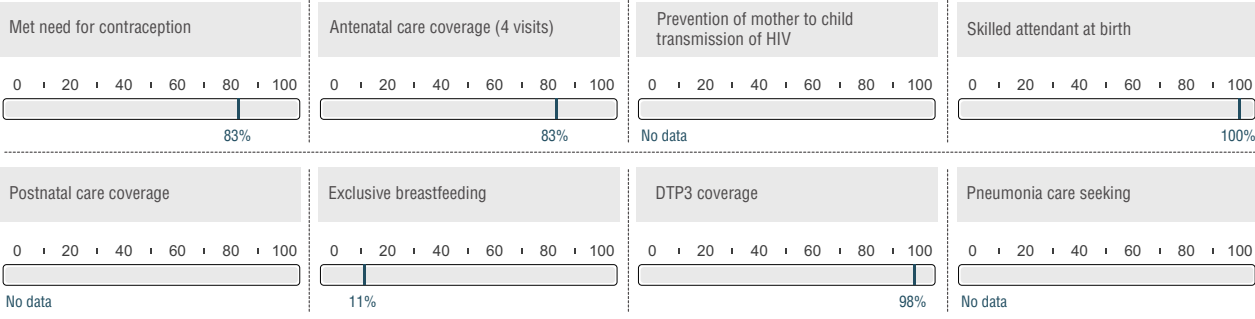 Met need for contraception
0 20 40 60 80 100
83%
Antenatal care coverage (4 visits)
0 20 40 60 80 100
83%
Prevention of mother to child
transmission of HIV
0 20 40 60 80 100
No data
Skilled attendant at birth
0 20 40 60 80 100
100%
Postnatal care coverage
0 20 40 60 80 100
No data
Exclusive breastfeeding
0 20 40 60 80 100
11%
DTP3 coverage
0 20 40 60 80 100
98%
Pneumonia care seeking
0 20 40 60 80 100
No data